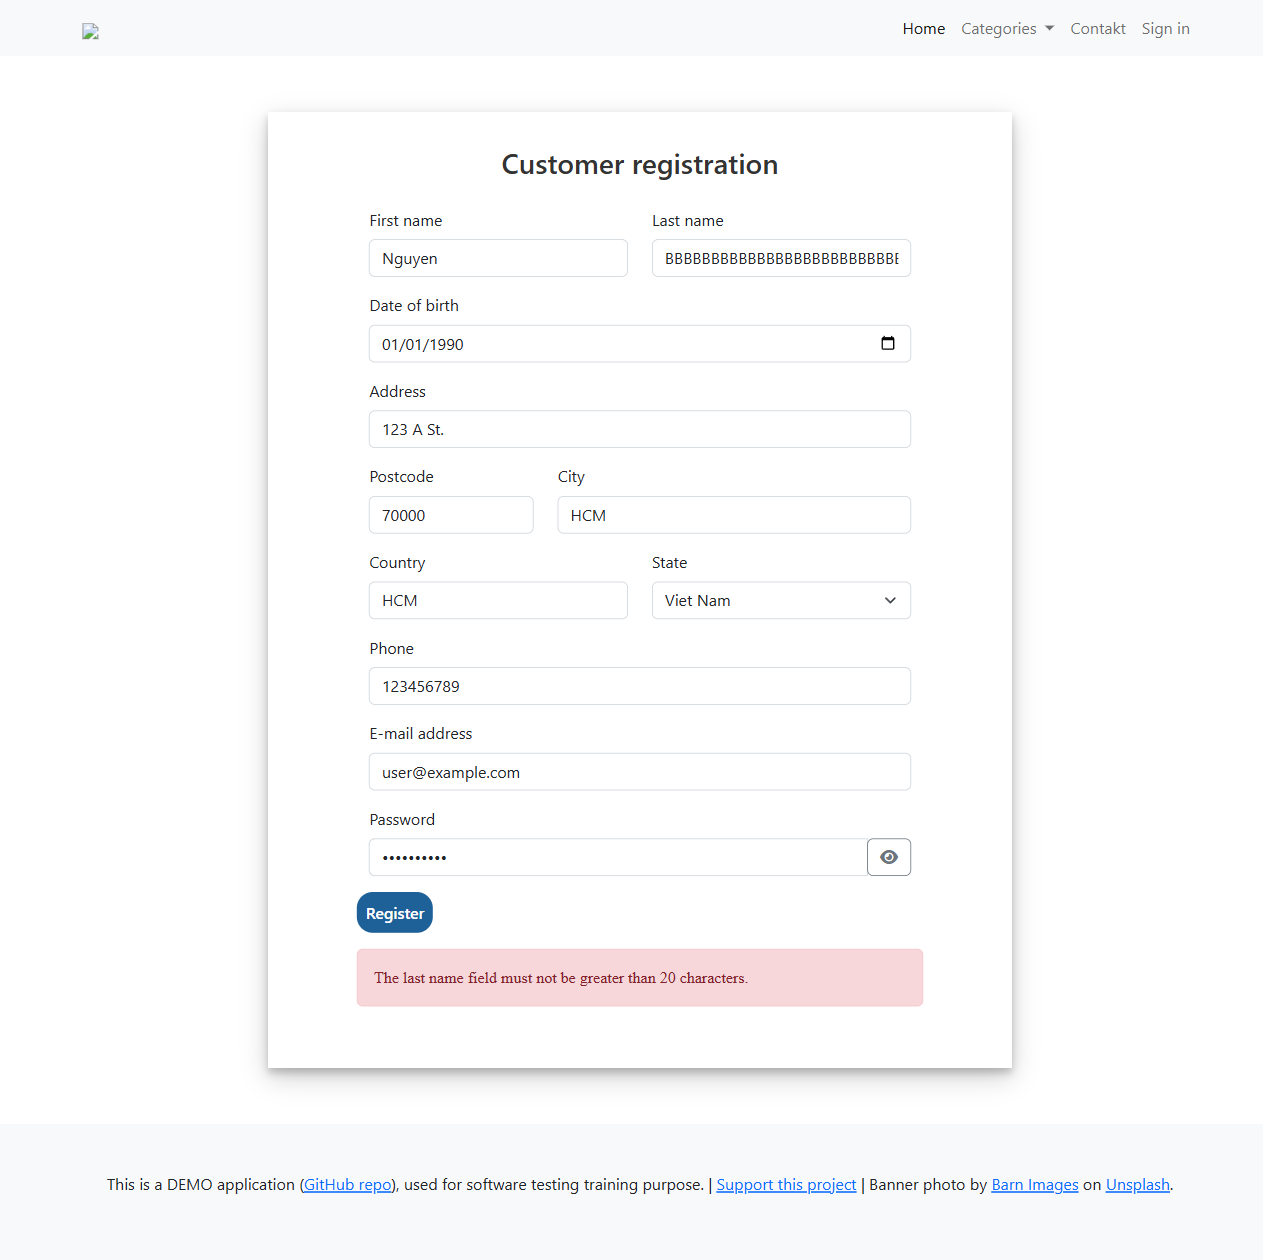 Home Categories Contakt Sign in
Customer registration
First name Last name
Nguyen BBBBBBBBBBBBBBBBBBBBBBBBBB
Date of birth
01/01/1990
Address
123 A St.
Postcode City
70000 HCM
Country State
HCM Viet Nam
Phone
123456789
E-mail address
user@example.com
Password
••••••••••
Register
The last name field must not be greater than 20 characters.
This is a DEMO application (GitHub repo), used for software testing training purpose. | Support this project | Banner photo by Barn Images on Unsplash.